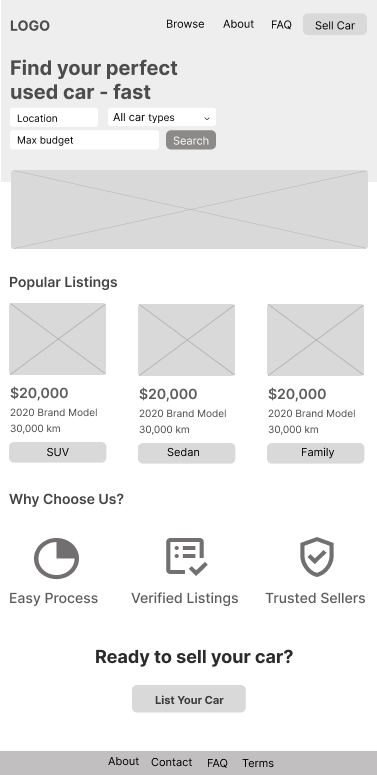 LOGO
Browse About FAQ Sell Car
Find your perfect
used car - fast
Location All car types
Max budget Search
Popular Listings
$20,000 $20,000 $20,000
2020 Brand Model 2020 Brand Model 2020 Brand Model
30,000 km 30,000 km 30,000 km
SUV Sedan Family
Why Choose Us?
Easy Process Verified Listings Trusted Sellers
Ready to sell your car?
List Your Car
About Contact FAQ Terms